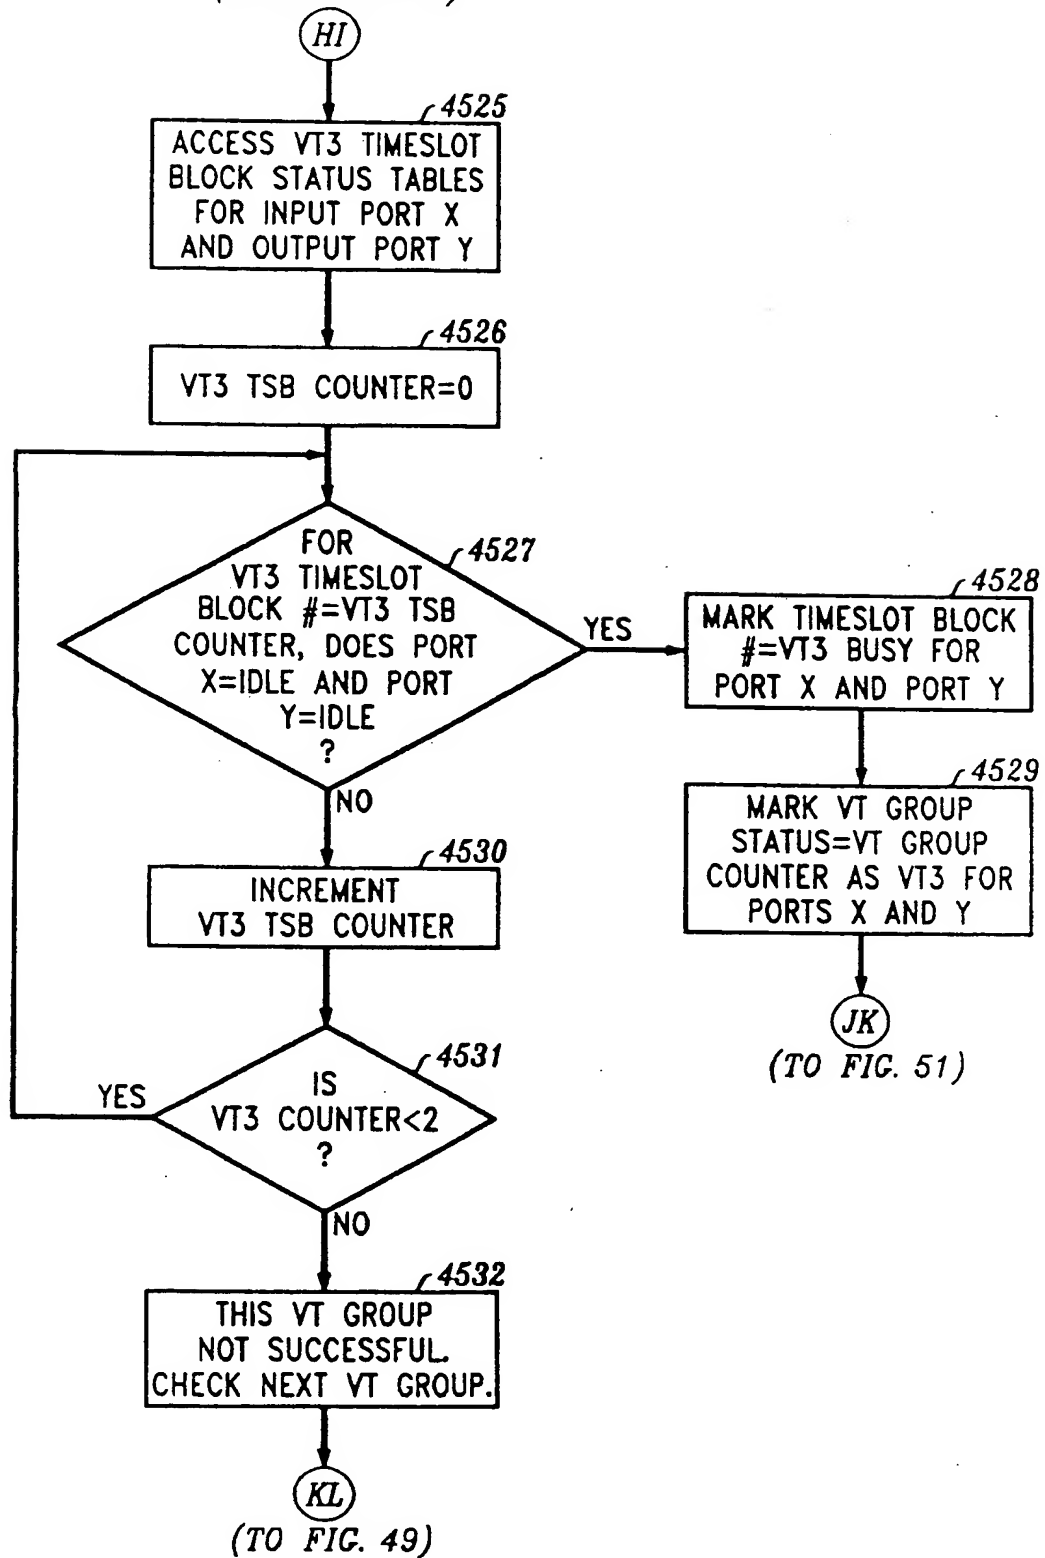 HI
4525
ACCESS VT3 TIMESLOT
BLOCK STATUS TABLES
FOR INPUT PORT X
AND OUTPUT PORT Y
4526
VT3 TSB COUNTER=0
4527
FOR
VT3 TIMESLOT
BLOCK #=VT3 TSB
COUNTER, DOES PORT
X=IDLE AND PORT
Y=IDLE
?
YES
NO
4528
MARK TIMESLOT BLOCK
#=VT3 BUSY FOR
PORT X AND PORT Y
4529
MARK VT GROUP
STATUS=VT GROUP
COUNTER AS VT3 FOR
PORTS X AND Y
JK
(TO FIG. 51)
4530
INCREMENT
VT3 TSB COUNTER
4531
IS
VT3 COUNTER<2
?
YES
NO
4532
THIS VT GROUP
NOT SUCCESSFUL.
CHECK NEXT VT GROUP.
KL
(TO FIG. 49)